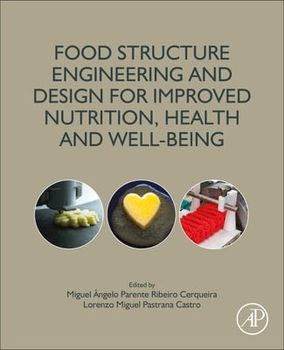 FOOD STRUCTURE
ENGINEERING AND
DESIGN FOR IMPROVED
NUTRITION, HEALTH
AND WELL-BEING
Edited by
Miguel Ângelo Parente Ribeiro Cerqueira
Lorenzo Miguel Pastrana Castro
AP